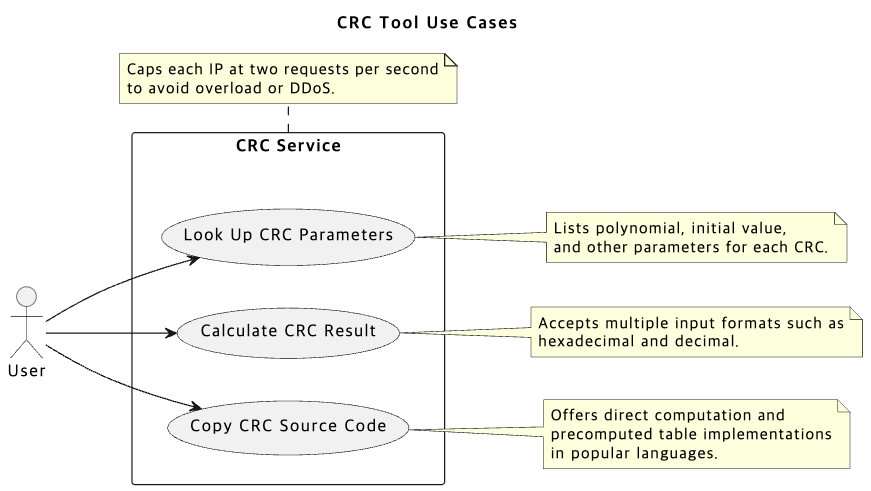 CRC Tool Use Cases
Caps each IP at two requests per second
to avoid overload or DDoS.
CRC Service
Look Up CRC Parameters
Lists polynomial, initial value,
and other parameters for each CRC.
Calculate CRC Result
Accepts multiple input formats such as
hexadecimal and decimal.
User
Copy CRC Source Code
Offers direct computation and
precomputed table implementations
in popular languages.